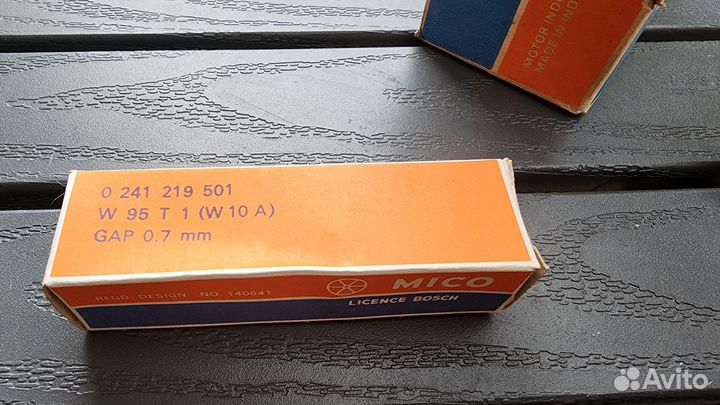 MOTOR INDU
MADE IN INDI
0 241 219 501
W 95 T 1 (W 10 A)
GAP 0.7 mm
REGD DESIGN NO 140641
MICO
LICENCE BOSCH
Avito